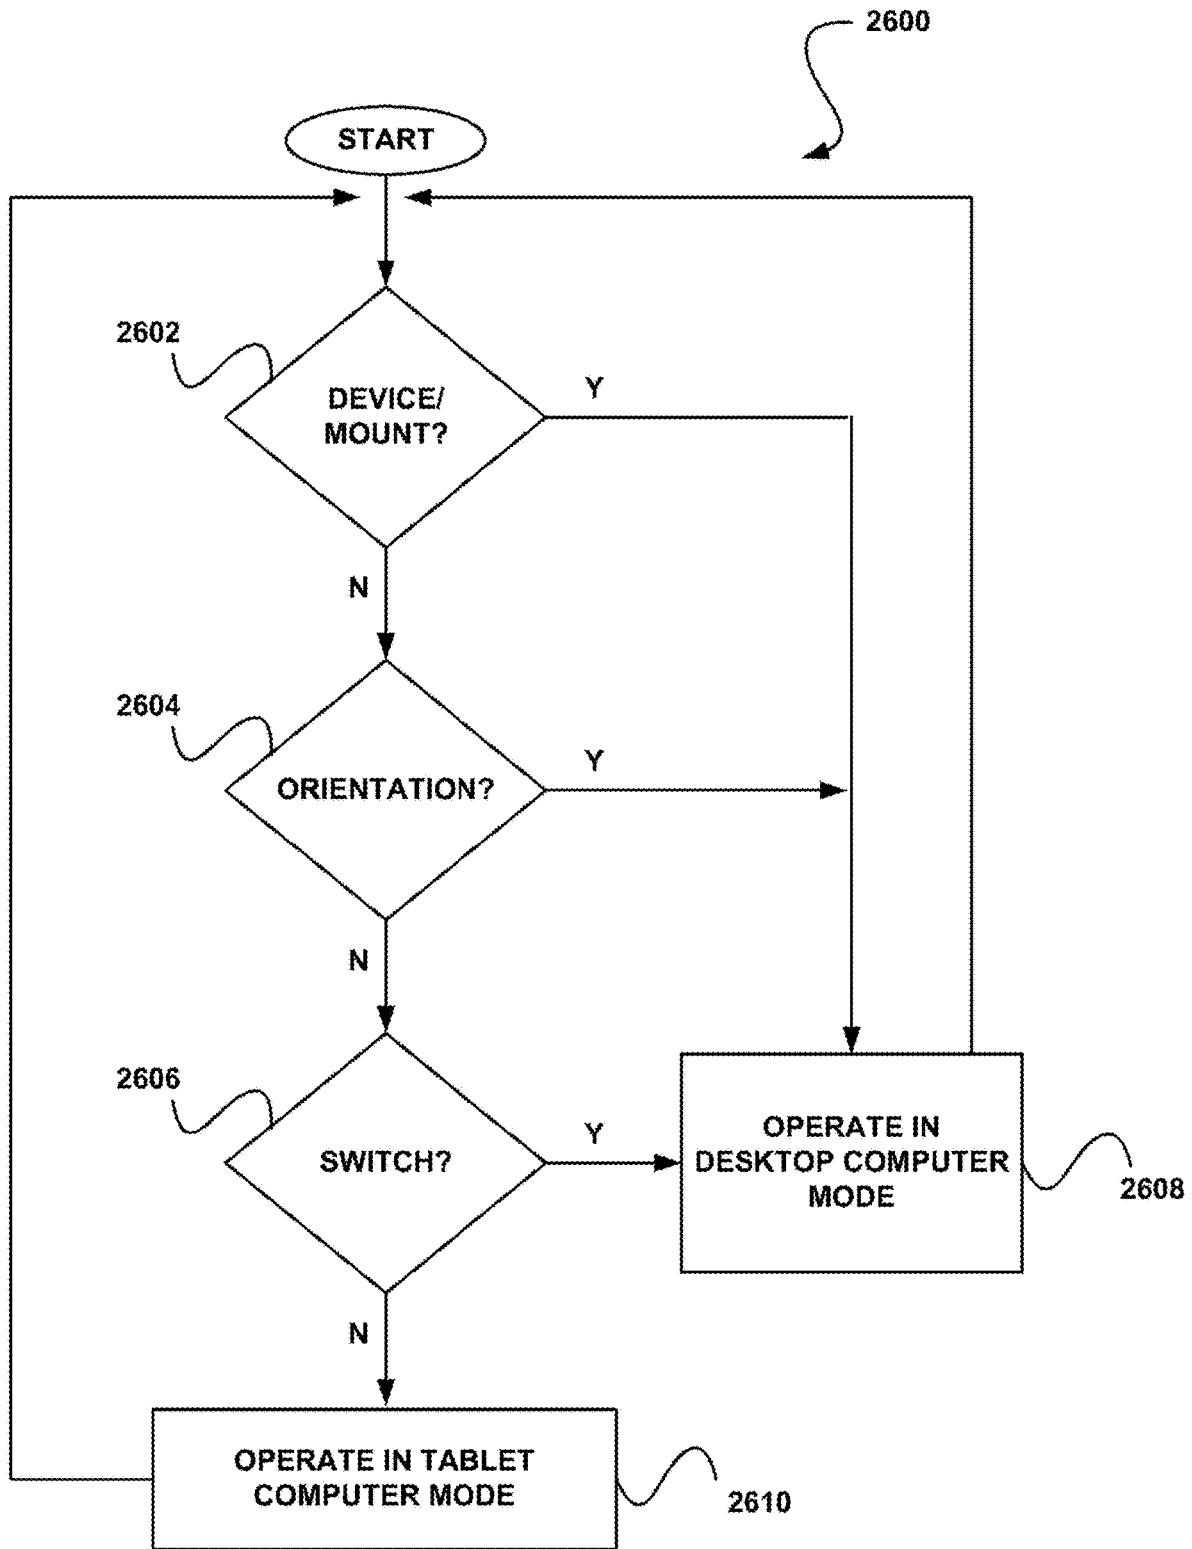 2600
START
2602
DEVICE/
MOUNT?
Y
N
2604
ORIENTATION?
Y
N
2606
SWITCH?
Y
OPERATE IN
DESKTOP COMPUTER
MODE
2608
N
OPERATE IN TABLET
COMPUTER MODE
2610